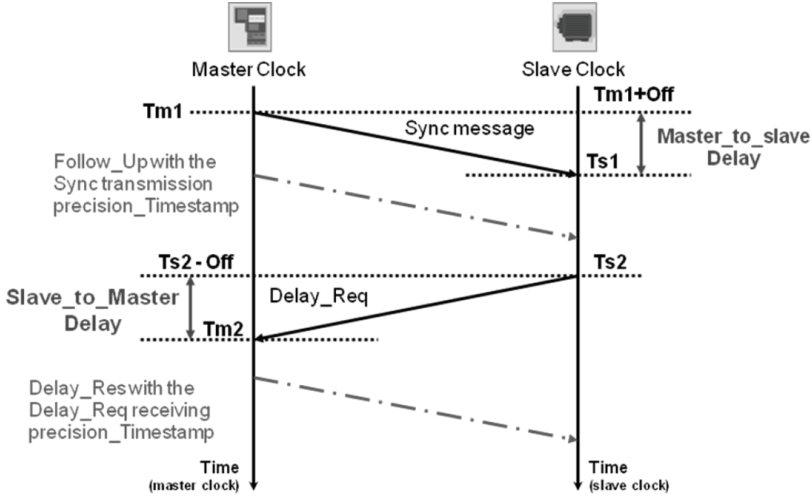 Master Clock
Slave Clock
Tm1+Off
Tm1
Sync message
Master_to_slave
Delay
Follow_Up with the
Sync transmission
precision_Timestamp
Ts1
Ts2 - Off
Ts2
Slave_to_Master
Delay
Delay_Req
Tm2
Delay_Res with the
Delay_Req receiving
precision_Timestamp
Time
(master clock)
Time
(slave clock)